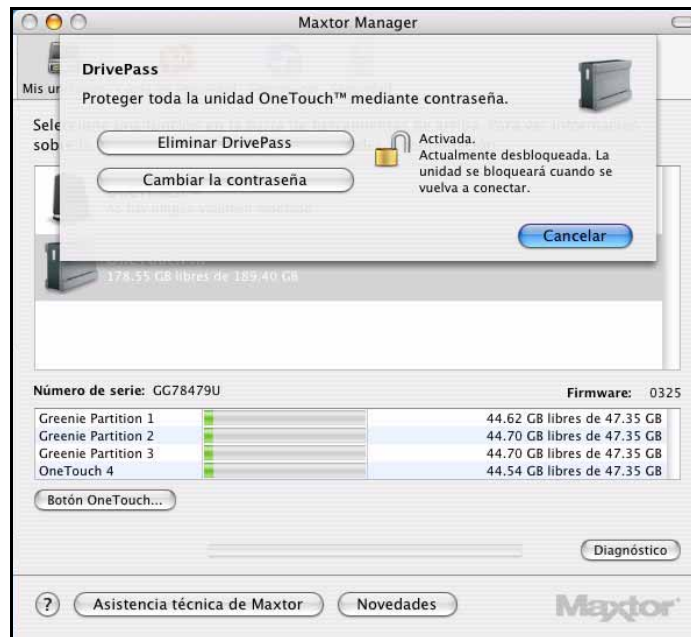 Maxtor Manager
DrivePass
Mis un
Proteger toda la unidad OneTouch™ mediante contraseña.
Sele
sob
Eliminar DrivePass
Activada.
Actualmente desbloqueada. La
unidad se bloqueará cuando se
vuelva a conectar.
Cambiar la contraseña
Cancelar
178.55 GB libres de 189.40 GB
Número de serie: GG78479U
Firmware: 0325
Greenie Partition 1 44.62 GB libres de 47.35 GB
Greenie Partition 2 44.70 GB libres de 47.35 GB
Greenie Partition 3 44.70 GB libres de 47.35 GB
OneTouch 4 44.54 GB libres de 47.35 GB
Botón OneTouch...
Diagnóstico
?
Asistencia técnica de Maxtor
Novedades
Maxtor